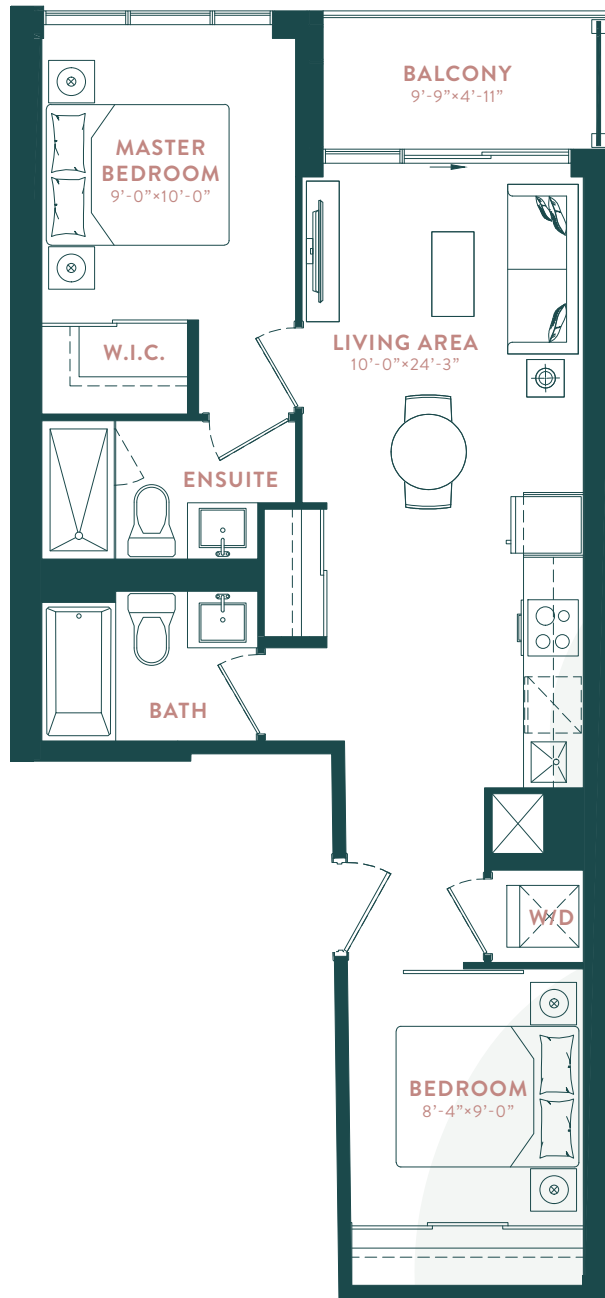 BALCONY
9'-9"×4'-11"
MASTER
BEDROOM
9'-0"×10'-0"
W.I.C.
LIVING AREA
10'-0"×24'-3"
ENSUITE
BATH
W/D
BEDROOM
8'-4"×9'-0"